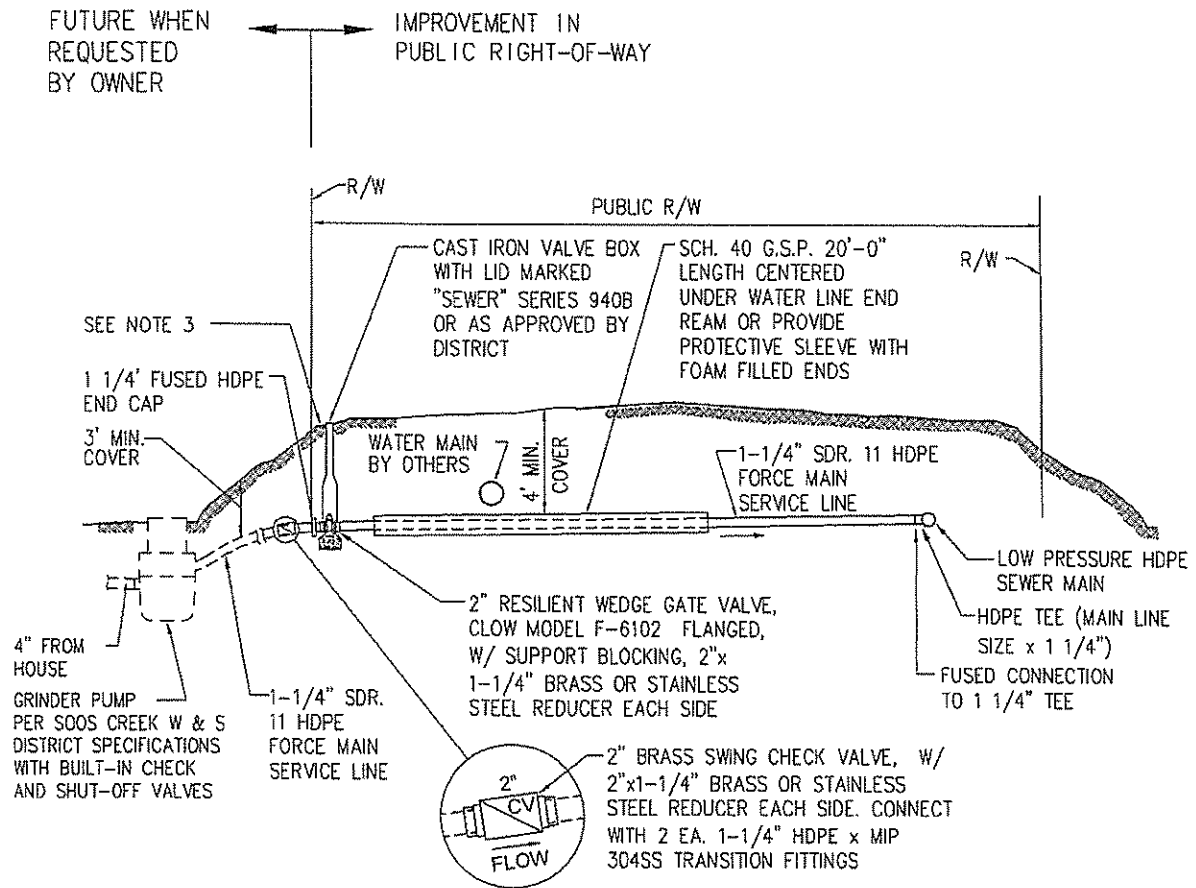 FUTURE WHEN
REQUESTED
BY OWNER
IMPROVEMENT IN
PUBLIC RIGHT-OF-WAY
R/W
PUBLIC R/W
R/W
CAST IRON VALVE BOX
WITH LID MARKED
"SEWER" SERIES 940B
OR AS APPROVED BY
DISTRICT
SCH. 40 G.S.P. 20'-0"
LENGTH CENTERED
UNDER WATER LINE END
REAM OR PROVIDE
PROTECTIVE SLEEVE WITH
FOAM FILLED ENDS
SEE NOTE 3
1 1/4' FUSED HDPE
END CAP
3' MIN.
COVER
WATER MAIN
BY OTHERS
4' MIN.
COVER
1-1/4" SDR. 11 HDPE
FORCE MAIN
SERVICE LINE
LOW PRESSURE HDPE
SEWER MAIN
HDPE TEE (MAIN LINE
SIZE x 1 1/4")
FUSED CONNECTION
TO 1 1/4" TEE
2" RESILIENT WEDGE GATE VALVE,
CLOW MODEL F-6102 FLANGED,
W/ SUPPORT BLOCKING, 2"x
1-1/4" BRASS OR STAINLESS
STEEL REDUCER EACH SIDE
4" FROM
HOUSE
GRINDER PUMP
PER SOOS CREEK W & S
DISTRICT SPECIFICATIONS
WITH BUILT-IN CHECK
AND SHUT-OFF VALVES
1-1/4" SDR.
11 HDPE
FORCE MAIN
SERVICE LINE
2"
CV
FLOW
2" BRASS SWING CHECK VALVE, W/
2"x1-1/4" BRASS OR STAINLESS
STEEL REDUCER EACH SIDE. CONNECT
WITH 2 EA. 1-1/4" HDPE x MIP
304SS TRANSITION FITTINGS